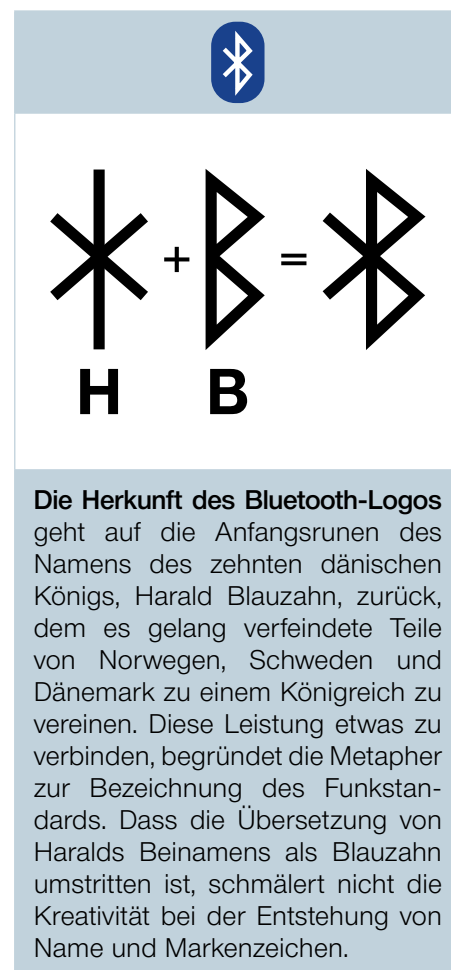 + =
H B
Die Herkunft des Bluetooth-Logos
geht auf die Anfangsrunen des
Namens des zehnten dänischen
Königs, Harald Blauzahn, zurück,
dem es gelang verfeindete Teile
von Norwegen, Schweden und
Dänemark zu einem Königreich zu
vereinen. Diese Leistung etwas zu
verbinden, begründet die Metapher
zur Bezeichnung des Funkstan-
dards. Dass die Übersetzung von
Haralds Beinamens als Blauzahn
umstritten ist, schmälert nicht die
Kreativität bei der Entstehung von
Name und Markenzeichen.